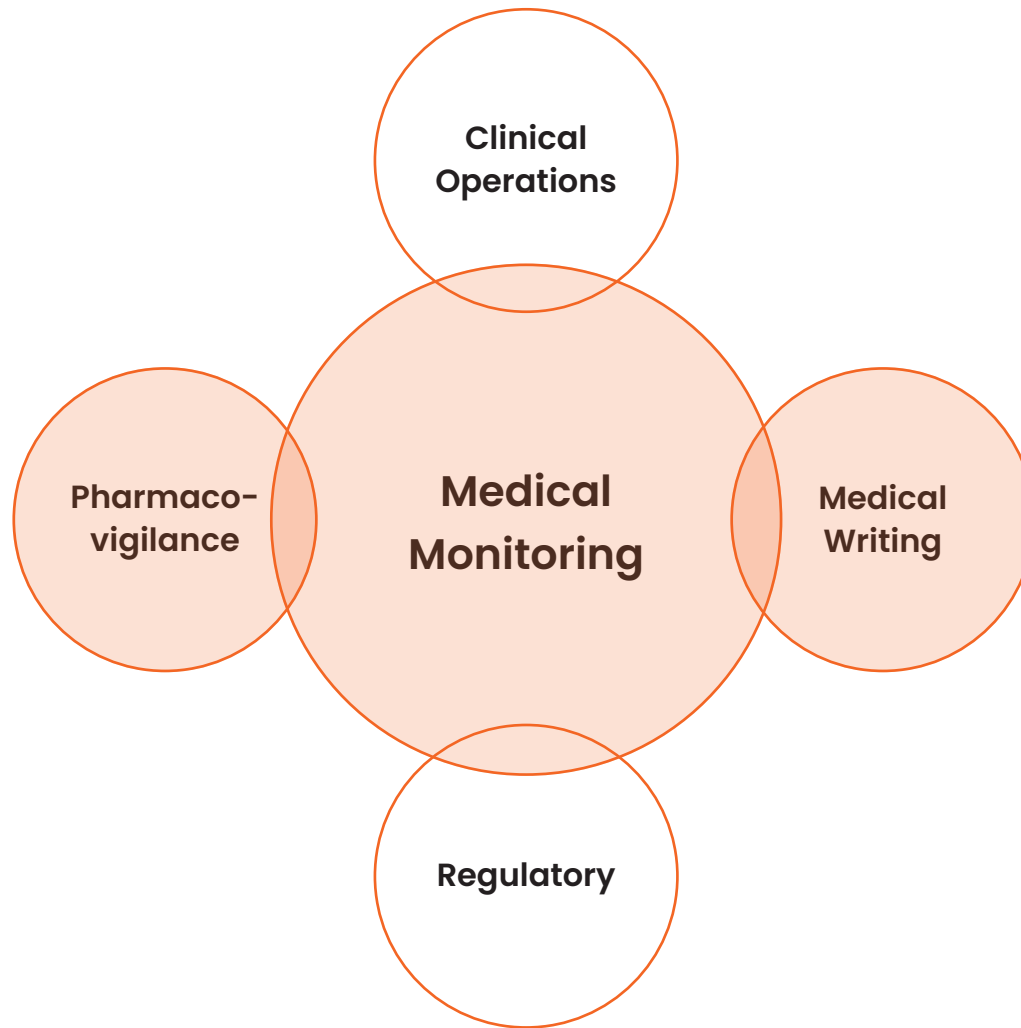 Clinical
Operations
Pharmaco-
vigilance
Medical
Monitoring
Medical
Writing
Regulatory